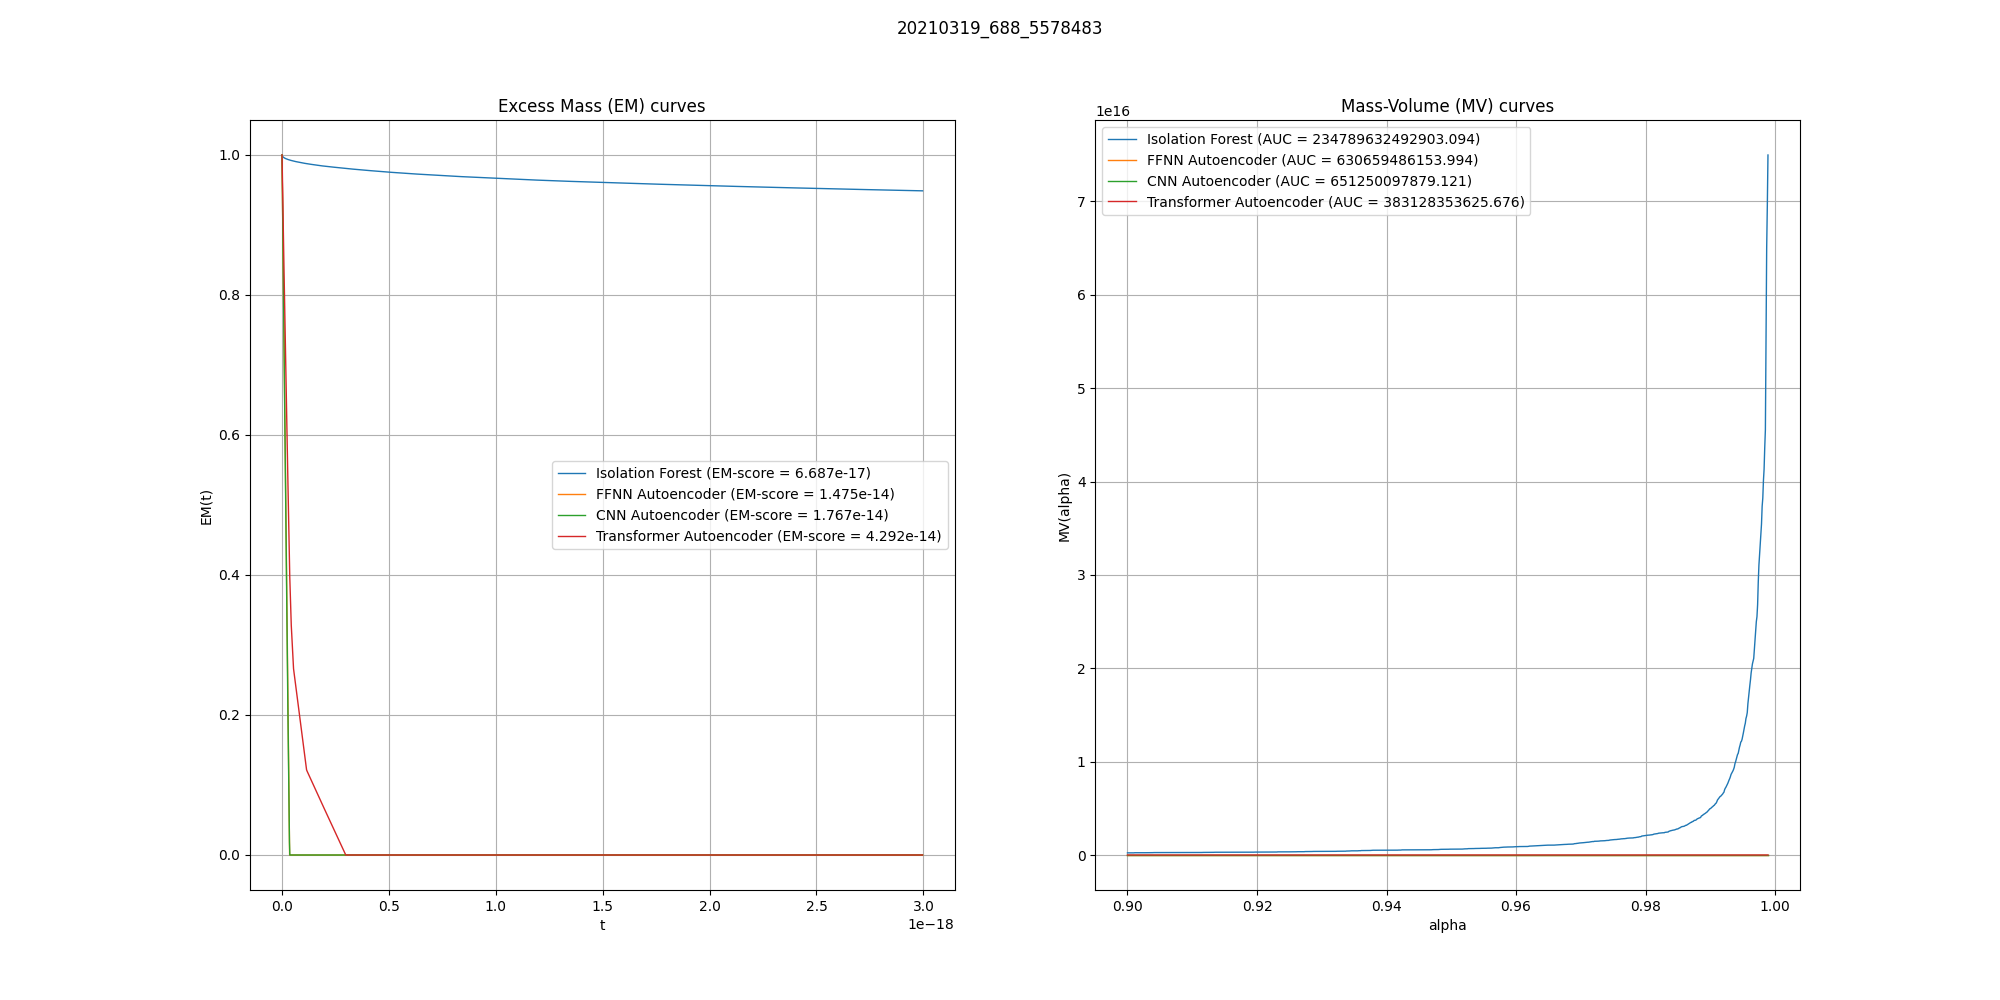 20210319_688_5578483
Excess Mass (EM) curves
EM(t)
1.0
0.8
0.6
0.4
0.2
0.0
Isolation Forest (EM-score = 6.687e-17)
FFNN Autoencoder (EM-score = 1.475e-14)
CNN Autoencoder (EM-score = 1.767e-14)
Transformer Autoencoder (EM-score = 4.292e-14)
0.0 0.5 1.0 1.5 2.0 2.5 3.0
1e−18
t
Mass-Volume (MV) curves
1e16
MV(alpha)
7
6
5
4
3
2
1
0
Isolation Forest (AUC = 234789632492903.094)
FFNN Autoencoder (AUC = 630659486153.994)
CNN Autoencoder (AUC = 651250097879.121)
Transformer Autoencoder (AUC = 383128353625.676)
0.90 0.92 0.94 0.96 0.98 1.00
alpha